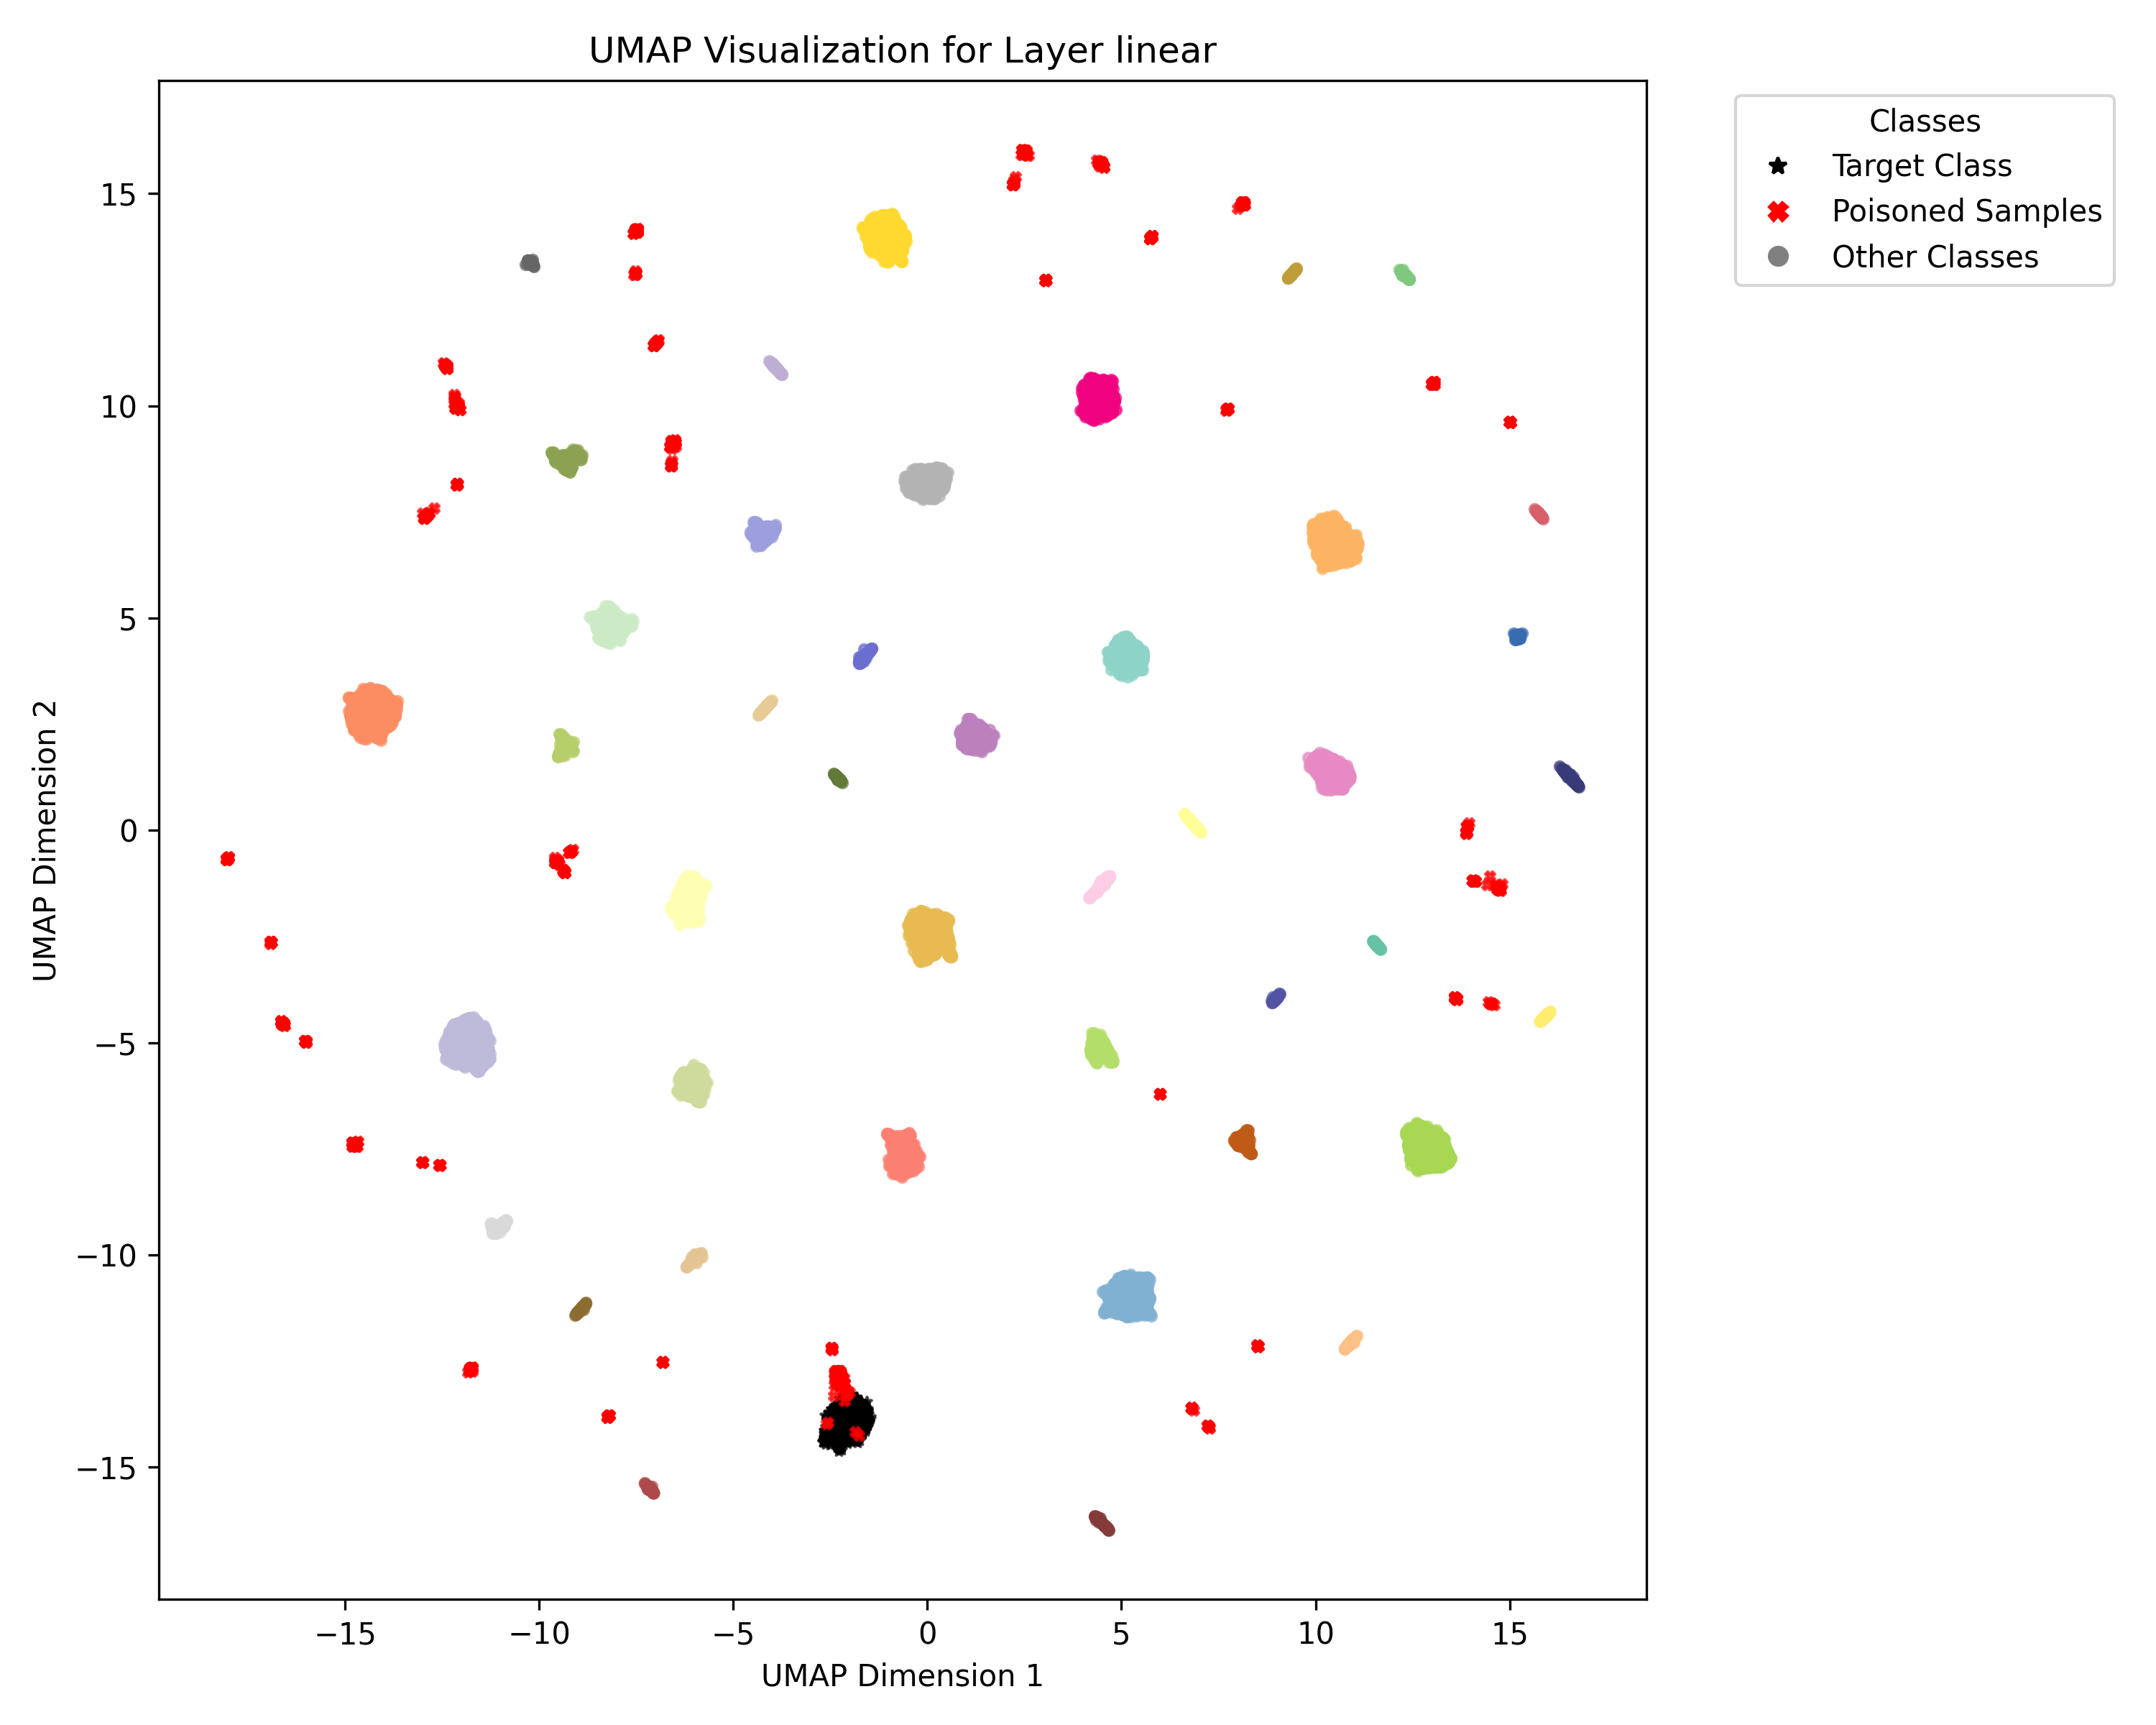 UMAP Visualization for Layer linear
Classes
Target Class
Poisoned Samples
Other Classes
UMAP Dimension 2
15
10
5
0
−5
−10
−15
−15
−10
−5
0
5
10
15
UMAP Dimension 1